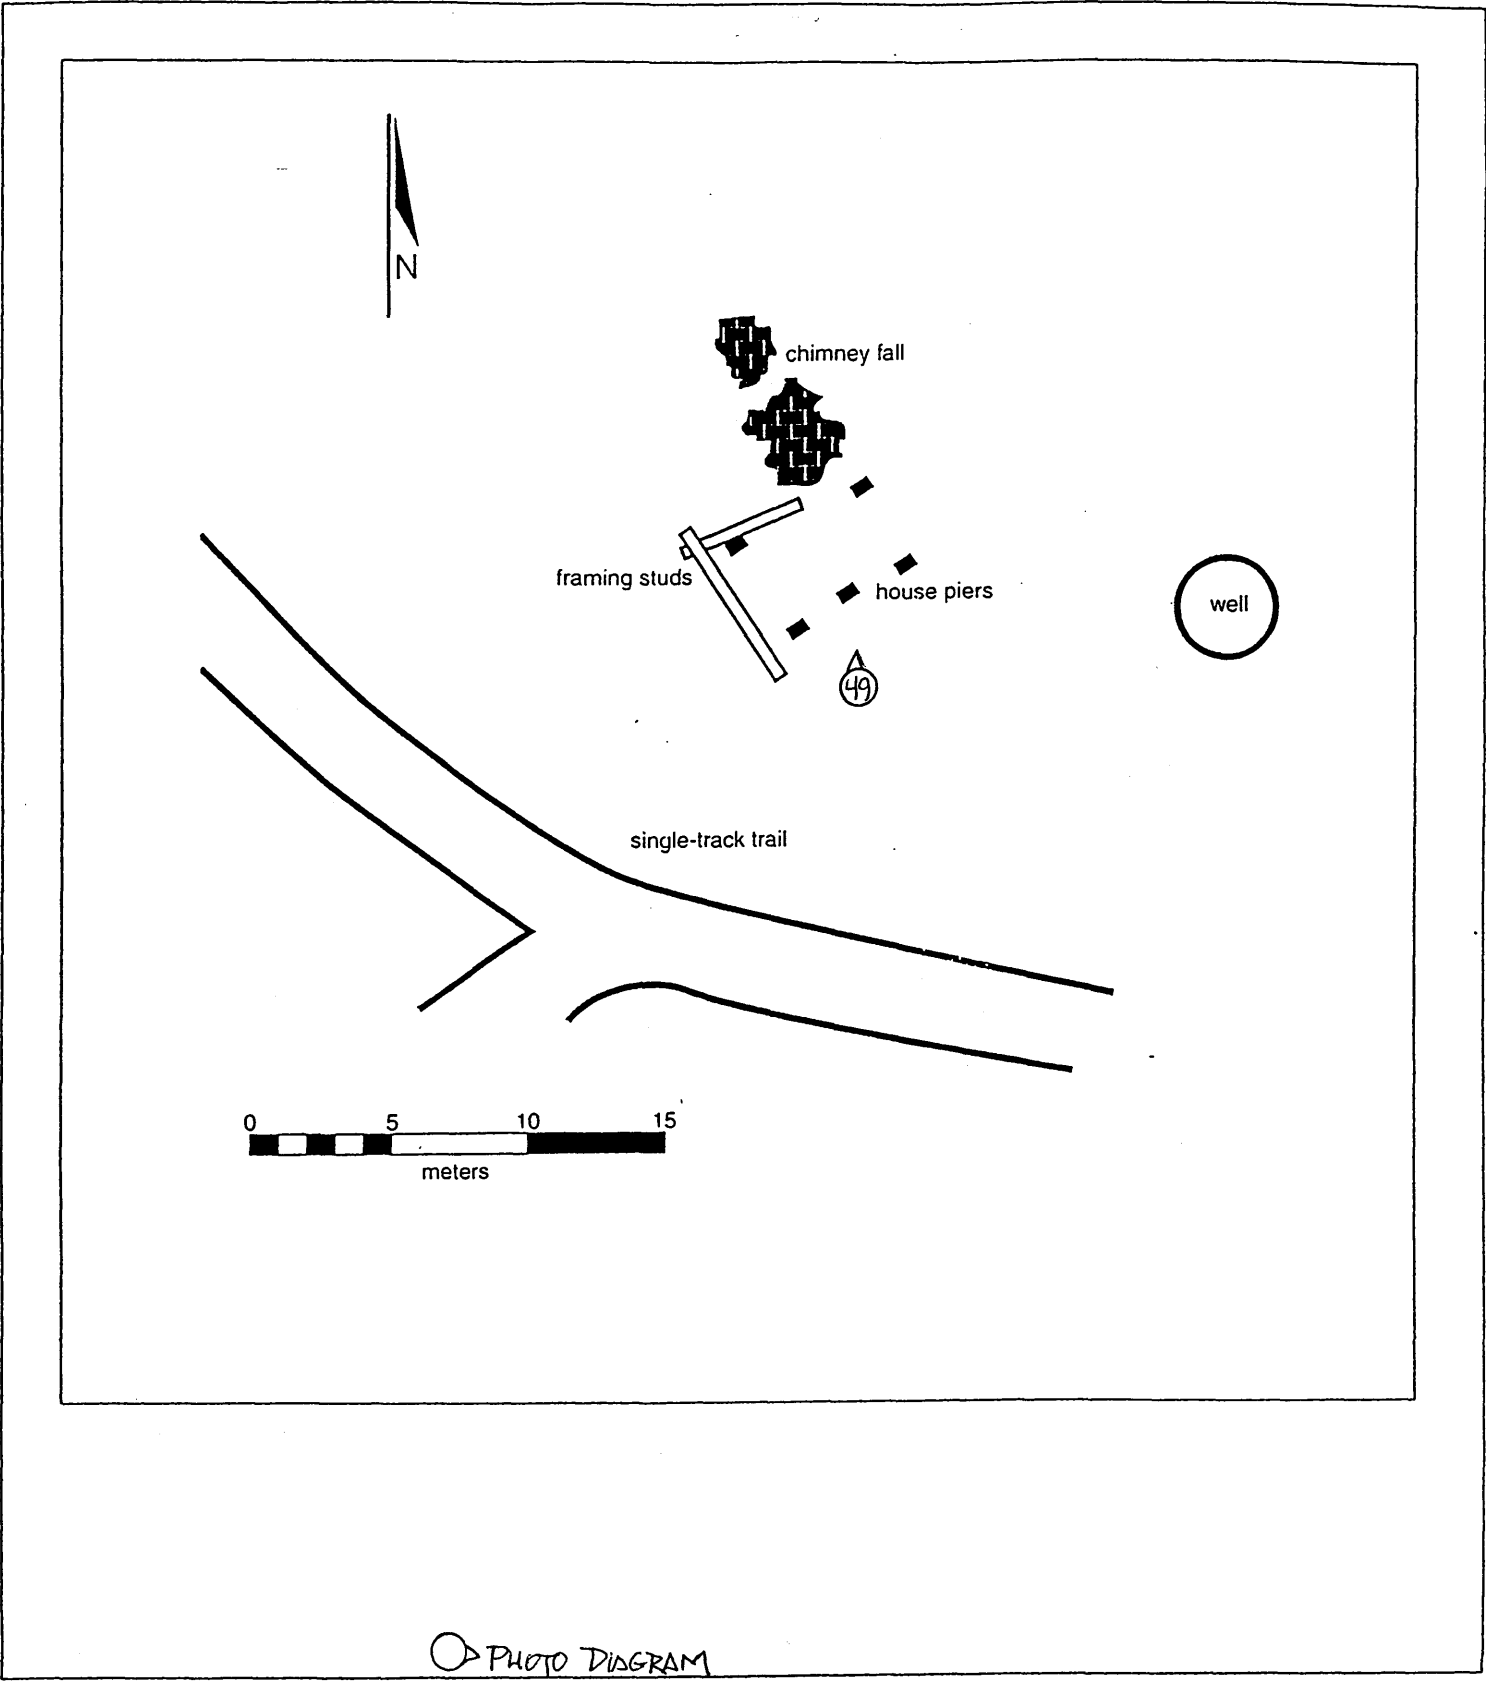 N
chimney fall
framing studs
house piers
well
49
single-track trail
0 5 10 15
meters
PHOTO DIAGRAM